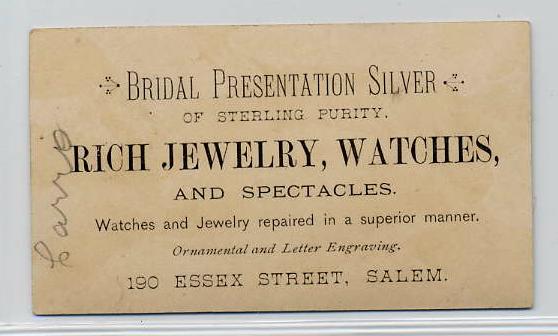 BRIDAL PRESENTATION SILVER
OF STERLING PURITY.
RICH JEWELRY, WATCHES,
AND SPECTACLES.
Watches and Jewelry repaired in a superior manner.
Ornamental and Letter Engraving.
190 ESSEX STREET, SALEM.